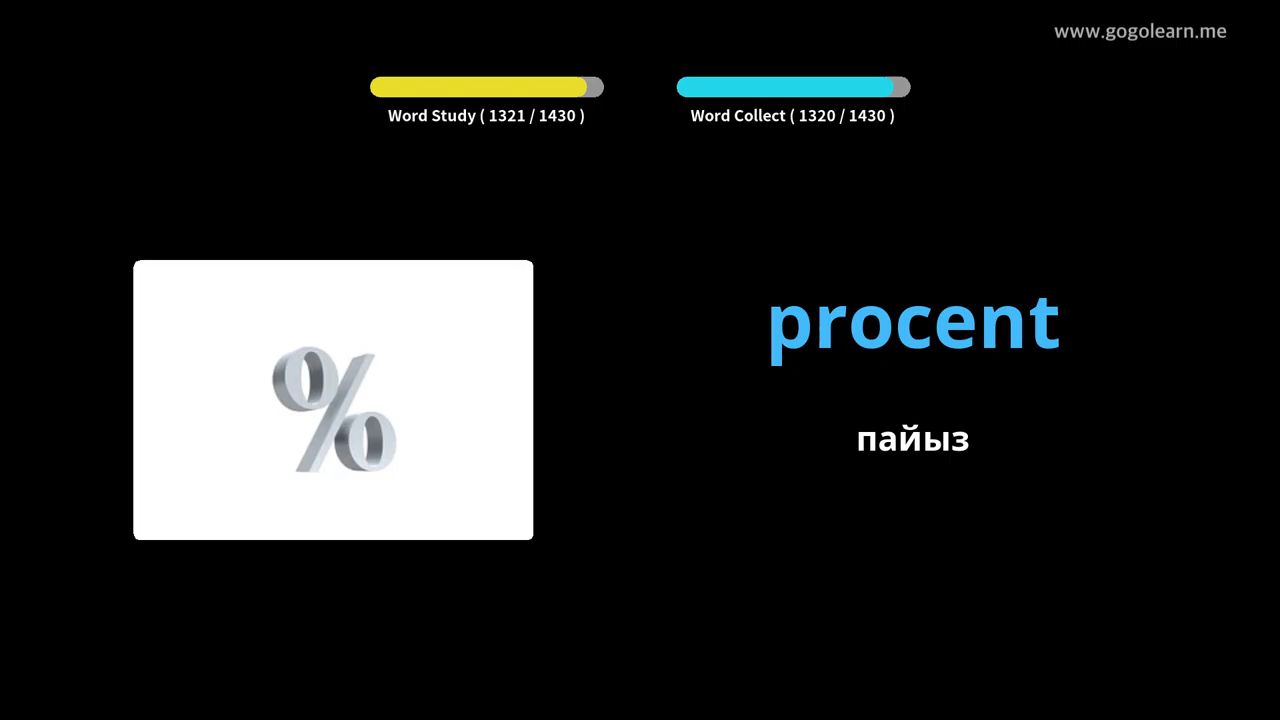 www.gogolearn.me
Word Study ( 1321 / 1430 )
Word Collect ( 1320 / 1430 )
%
procent
пайыз